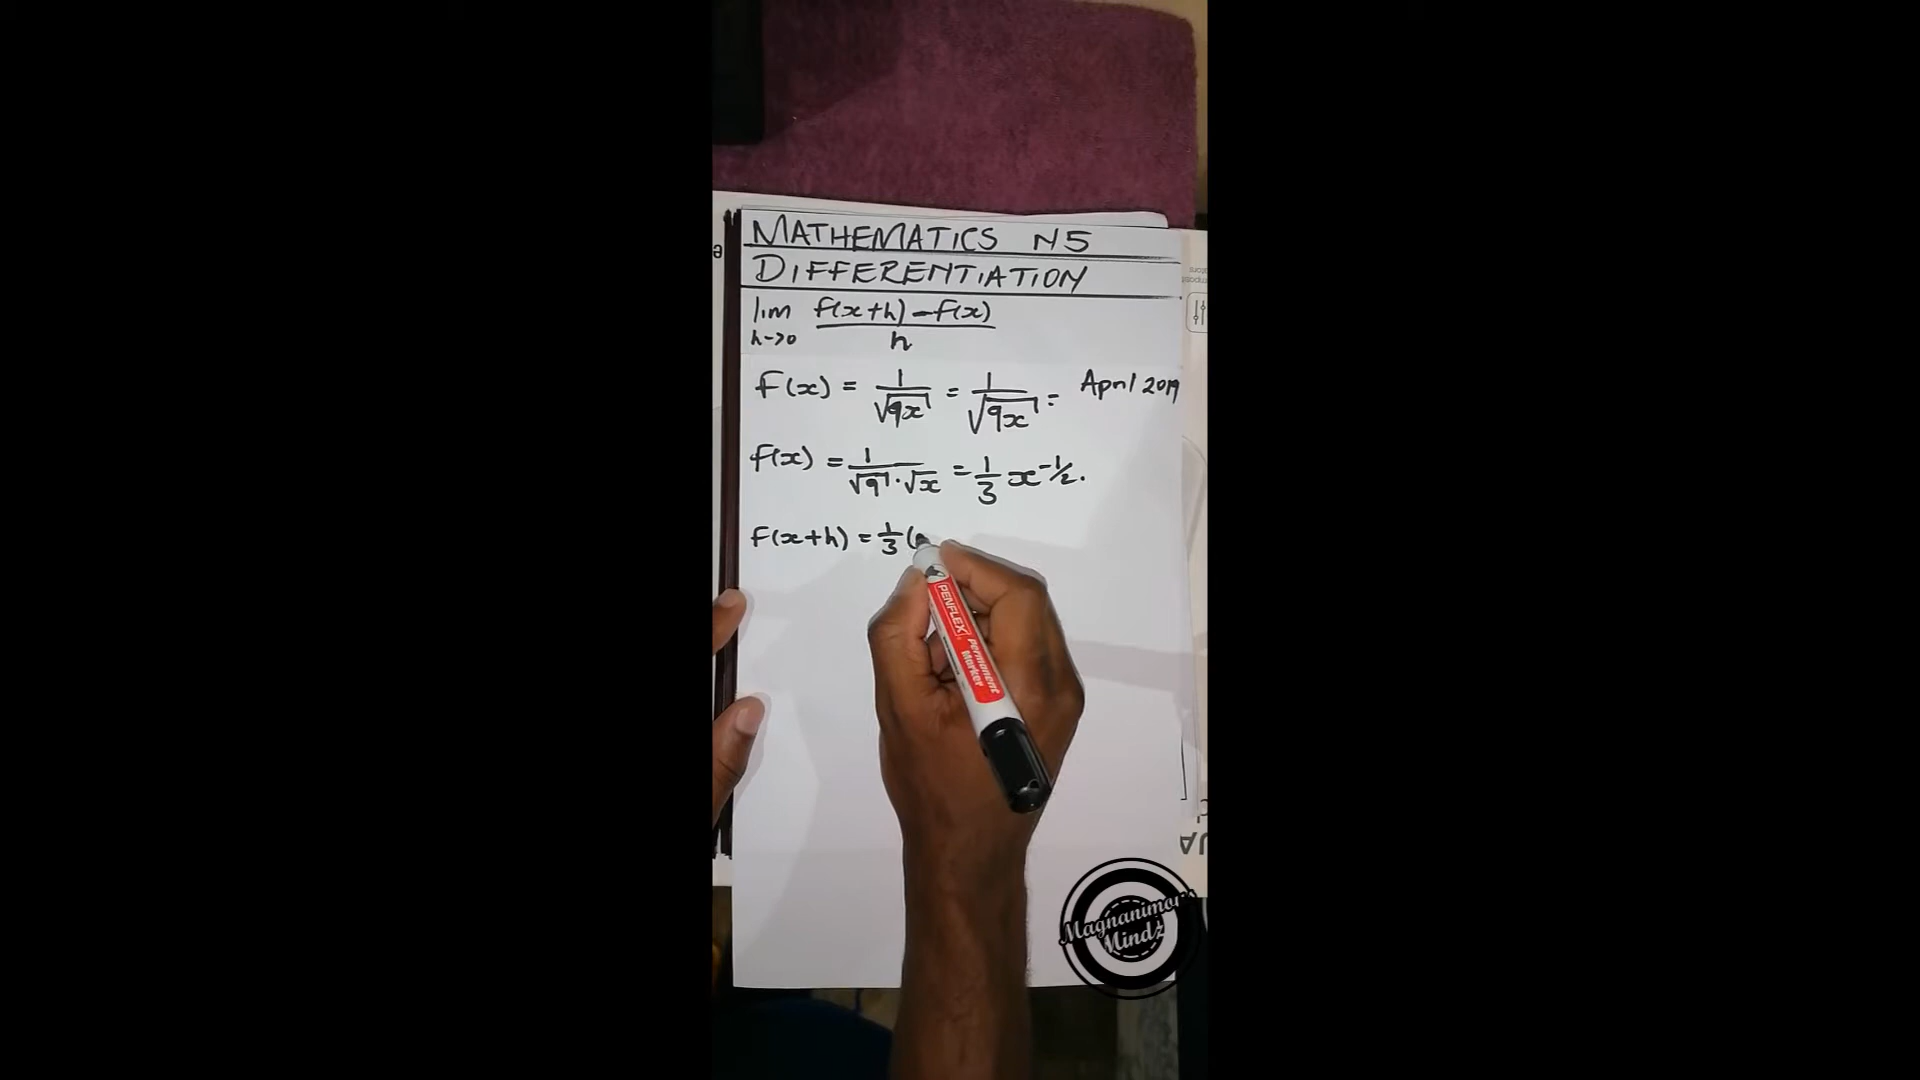 MATHEMATICS N5
DIFFERENTIATION
lim f(x+h) - f(x)
h->0 h
f(x) = 1/√9x = 1/√9x = April 2019
f(x) = 1/√9 · √x = 1/3 x^-1/2.
f(x+h) = 1/3 (
PENFLEX
Permanent
Marker
Magnanimor's
Mindz